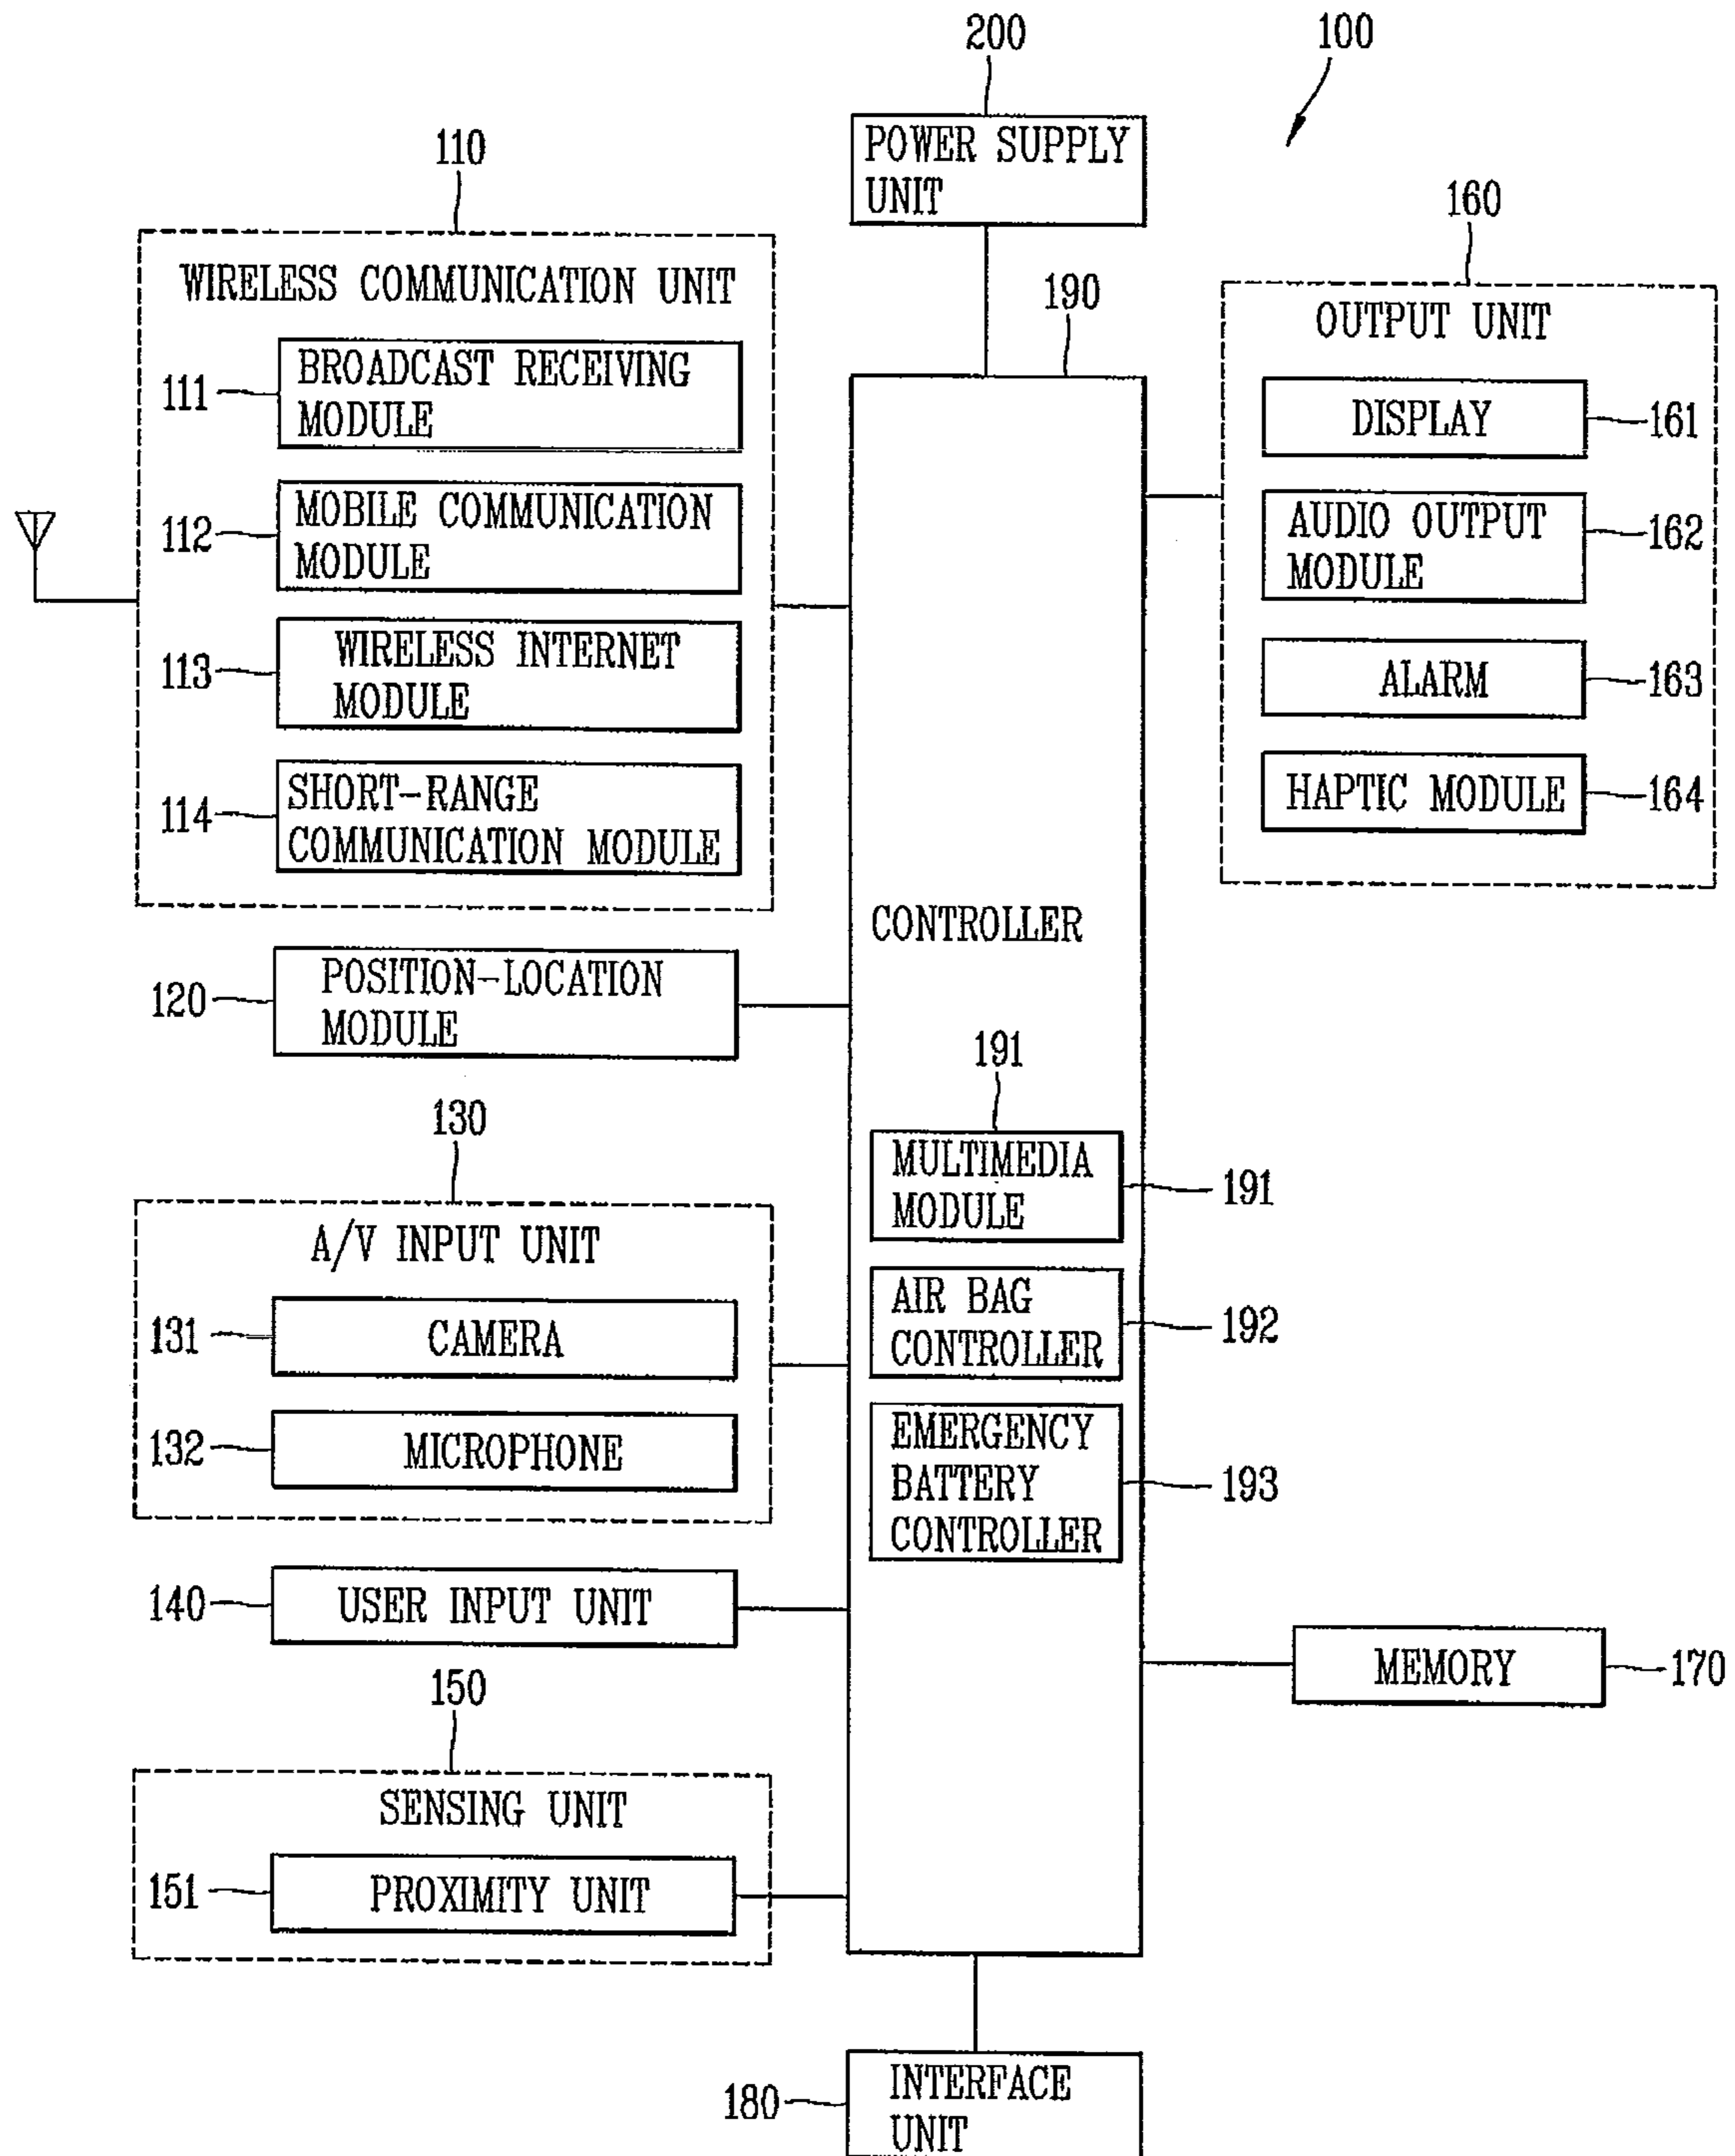 200
100
POWER SUPPLY
UNIT
110
160
WIRELESS COMMUNICATION UNIT
190
OUTPUT UNIT
111
BROADCAST RECEIVING
MODULE
DISPLAY
161
112
MOBILE COMMUNICATION
MODULE
AUDIO OUTPUT
MODULE
162
113
WIRELESS INTERNET
MODULE
ALARM
163
114
SHORT-RANGE
COMMUNICATION MODULE
HAPTIC MODULE
164
CONTROLLER
120
POSITION-LOCATION
MODULE
191
130
MULTIMEDIA
MODULE
191
A/V INPUT UNIT
131
CAMERA
AIR BAG
CONTROLLER
192
132
MICROPHONE
EMERGENCY
BATTERY
CONTROLLER
193
140
USER INPUT UNIT
MEMORY
170
150
SENSING UNIT
151
PROXIMITY UNIT
180
INTERFACE
UNIT